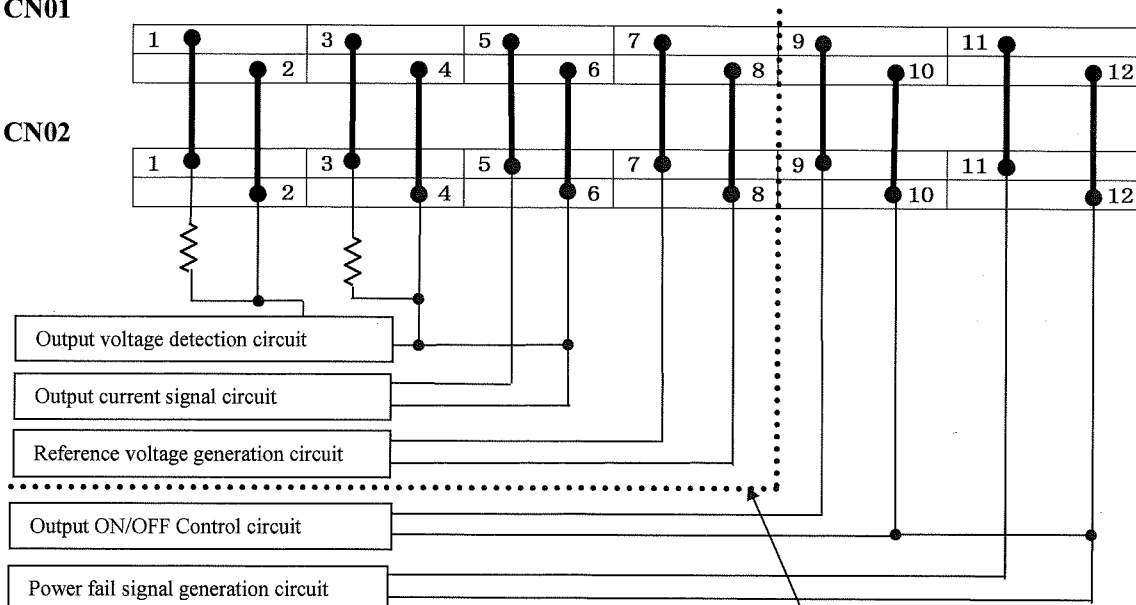 CN01
1 3 5 7 9 11
2 4 6 8 10 12
CN02
1 3 5 7 9 11
2 4 6 8 10 12
Output voltage detection circuit
Output current signal circuit
Reference voltage generation circuit
Output ON/OFF Control circuit
Power fail signal generation circuit